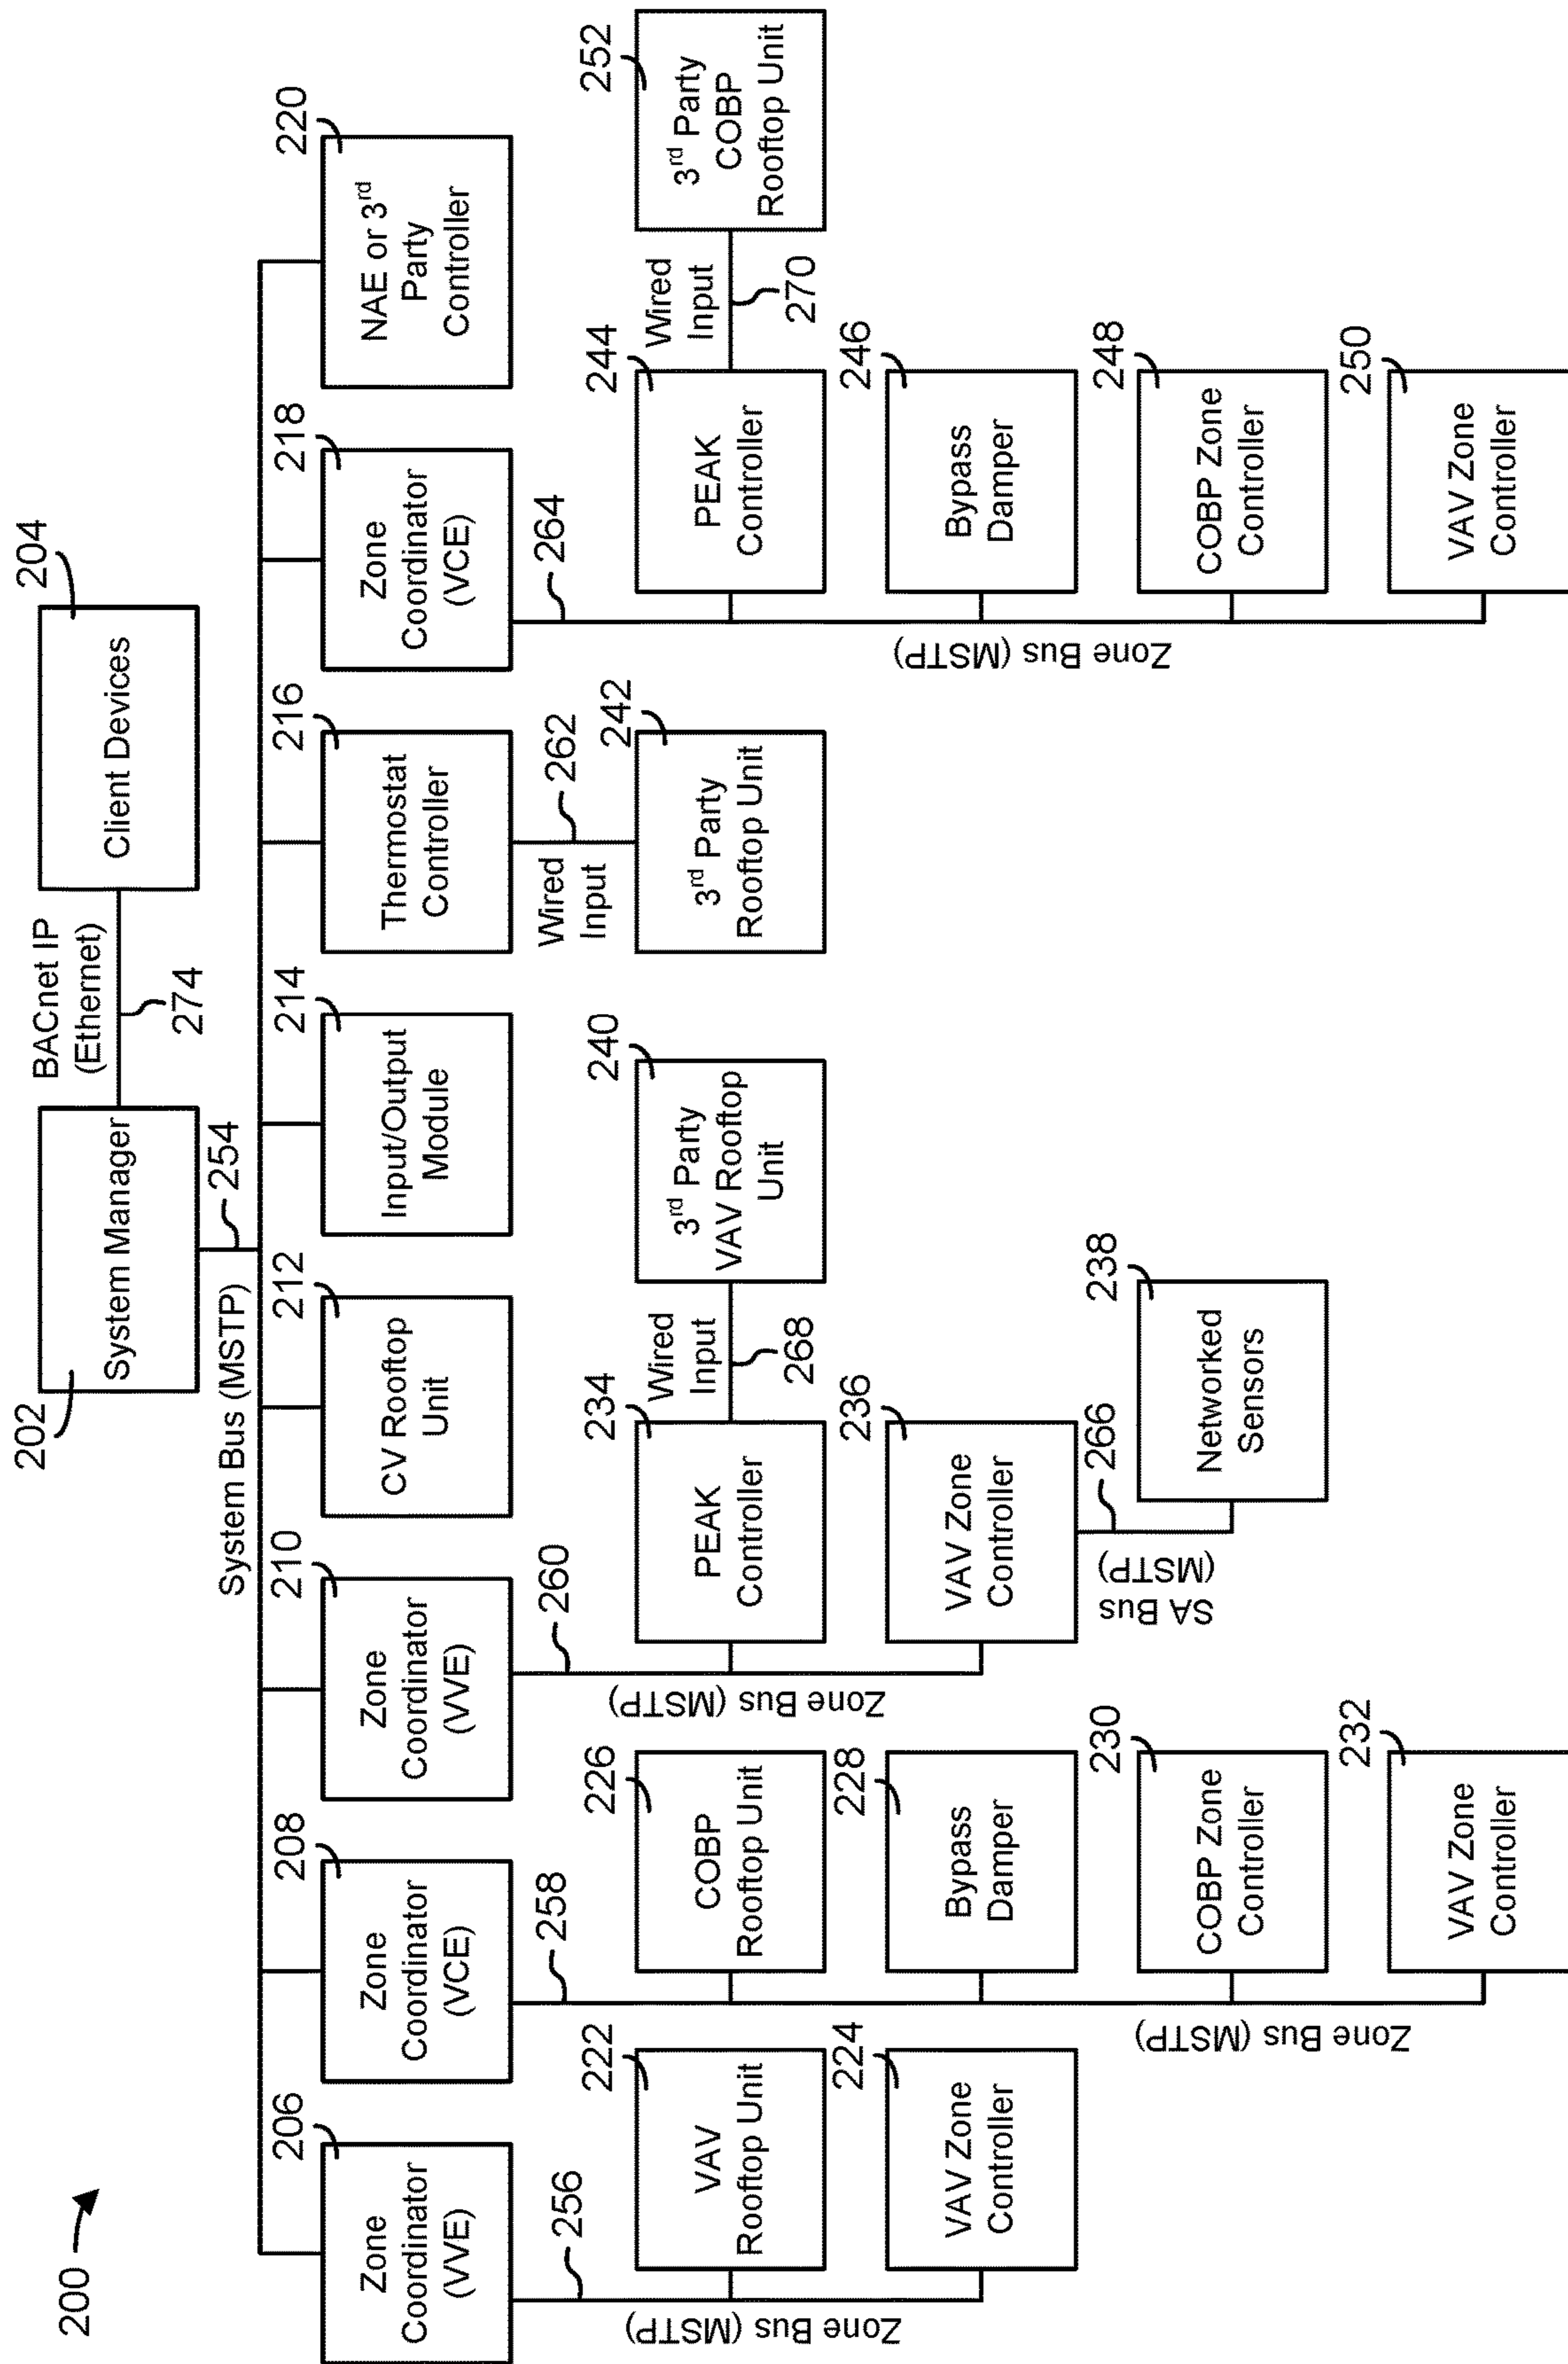 200
202
System Manager
BACnet IP
(Ethernet)
274
204
Client Devices
System Bus (MSTP)
254
206
Zone
Coordinator
(VVE)
208
Zone
Coordinator
(VCE)
210
Zone
Coordinator
(VVE)
212
CV Rooftop
Unit
214
Input/Output
Module
216
Thermostat
Controller
218
Zone
Coordinator
(VCE)
220
NAE or 3rd
Party
Controller
256
Zone Bus (MSTP)
222
VAV
Rooftop Unit
224
VAV Zone
Controller
258
Zone Bus (MSTP)
226
COBP
Rooftop Unit
228
Bypass
Damper
230
COBP Zone
Controller
232
VAV Zone
Controller
260
Zone Bus (MSTP)
234
PEAK
Controller
Wired
Input
268
240
3rd Party
VAV Rooftop
Unit
236
VAV Zone
Controller
266
SA Bus
(MSTP)
238
Networked
Sensors
Wired
Input
262
242
3rd Party
Rooftop Unit
264
Zone Bus (MSTP)
244
PEAK
Controller
Wired
Input
270
252
3rd Party
COBP
Rooftop Unit
246
Bypass
Damper
248
COBP Zone
Controller
250
VAV Zone
Controller